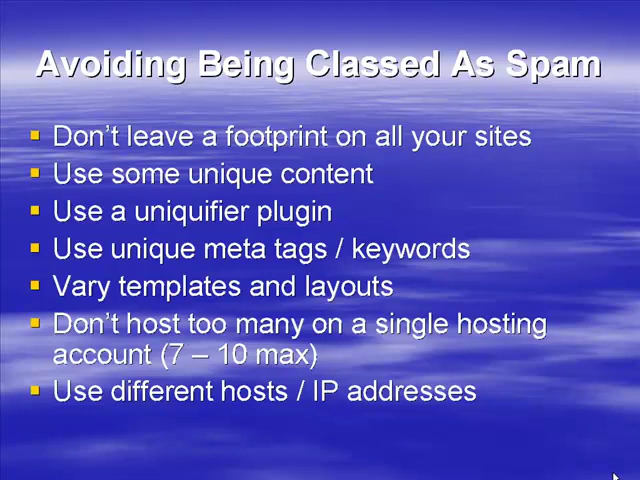 Avoiding Being Classed As Spam
Don't leave a footprint on all your sites
Use some unique content
Use a uniquifier plugin
Use unique meta tags / keywords
Vary templates and layouts
Don't host too many on a single hosting
account (7 – 10 max)
Use different hosts / IP addresses